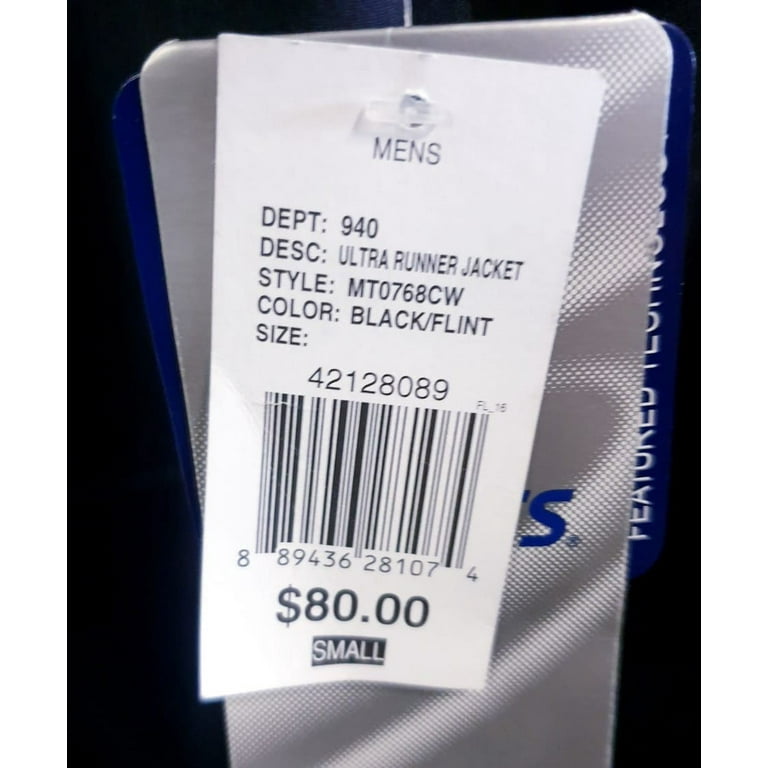 MENS
DEPT: 940
DESC: ULTRA RUNNER JACKET
STYLE: MT0768CW
COLOR: BLACK/FLINT
SIZE:
42128089
FL_16
8 89436 28107 4
$80.00
SMALL
FEATURED TECHNOLOGY